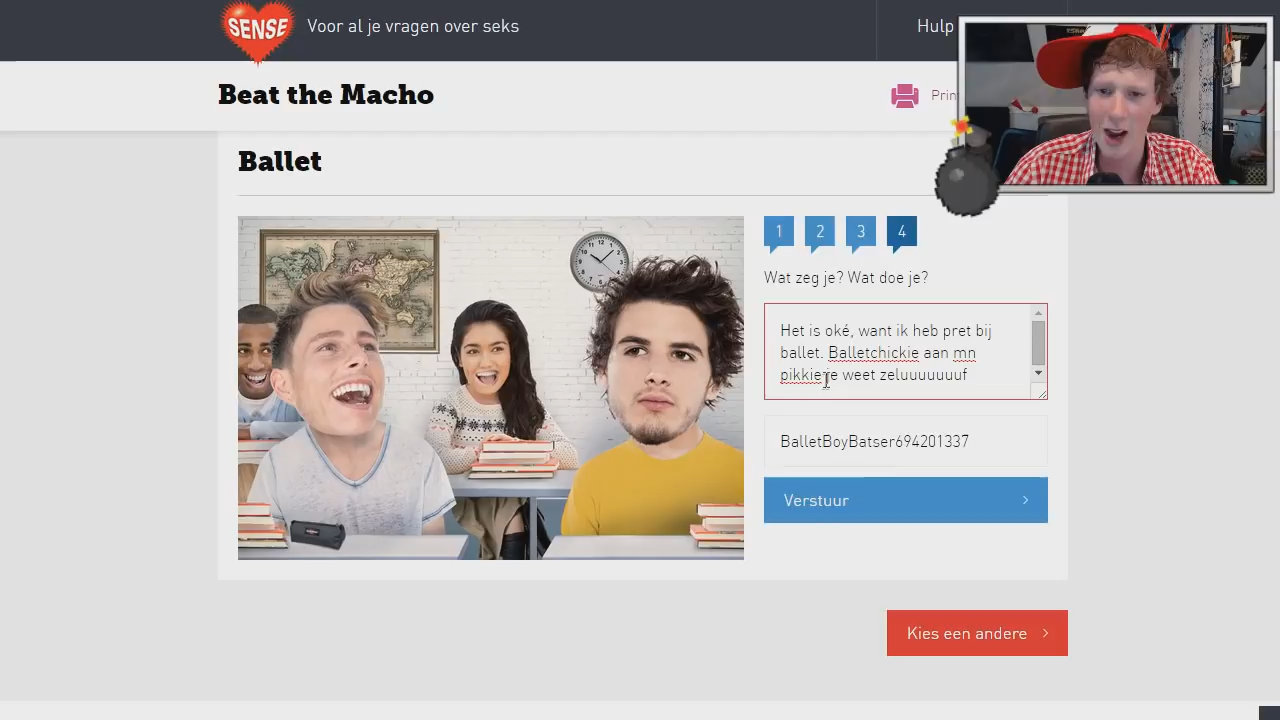 SENSE
Voor al je vragen over seks
Hulp
Beat the Macho
Prin
Ballet
1 2 3 4
Wat zeg je? Wat doe je?
Het is oké, want ik heb pret bij
ballet. Balletchickie aan mn
pikkieye weet zeluuuuuuuf
BalletBoyBatser694201337
Verstuur
Kies een andere